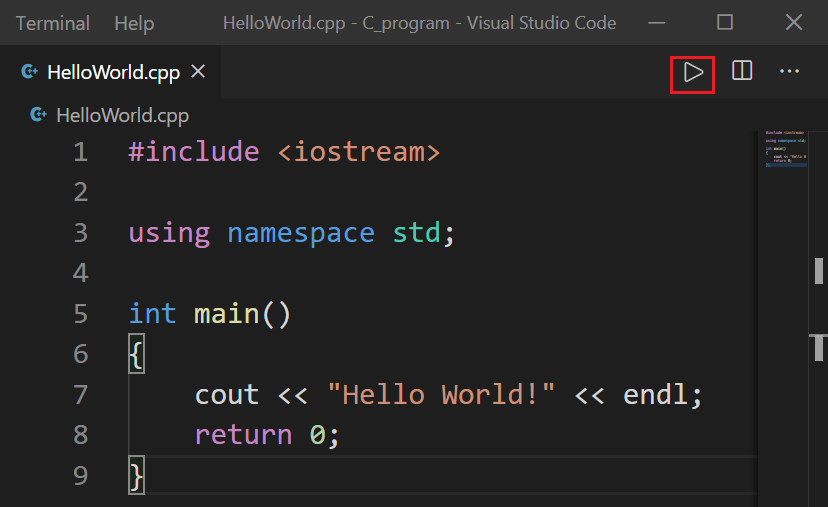 Terminal Help HelloWorld.cpp - C_program - Visual Studio Code
HelloWorld.cpp
HelloWorld.cpp
1 #include <iostream>
2
3 using namespace std;
4
5 int main()
6 {
7 cout << "Hello World!" << endl;
8 return 0;
9 }